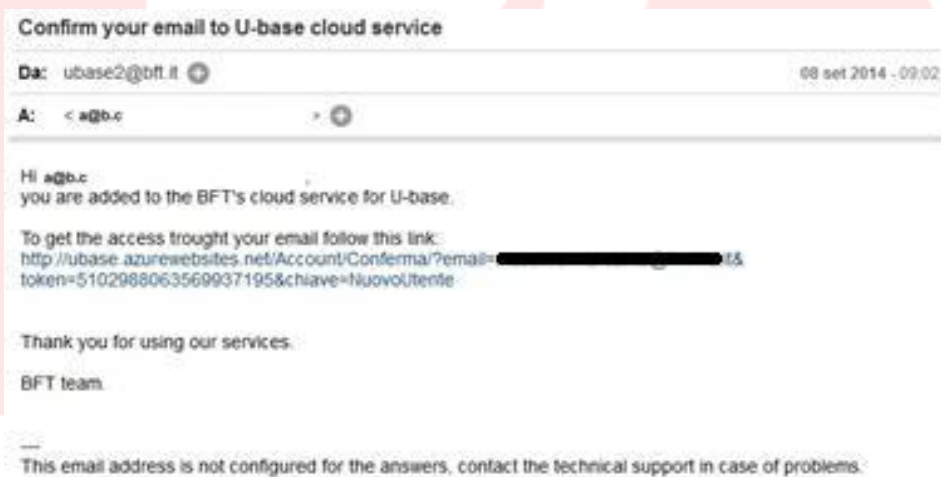 Confirm your email to U-base cloud service
Da: ubase2@bft.it
08 set 2014 - 09:02
A: < a@b.c >
Hi a@b.c ,
you are added to the BFT's cloud service for U-base.
To get the access trought your email follow this link:
http://ubase.azurewebsites.net/Account/Conferma/?email=
token=5102988063569937195&chiave=NuovoUtente
Thank you for using our services.
BFT team.
---
This email address is not configured for the answers, contact the technical support in case of problems.